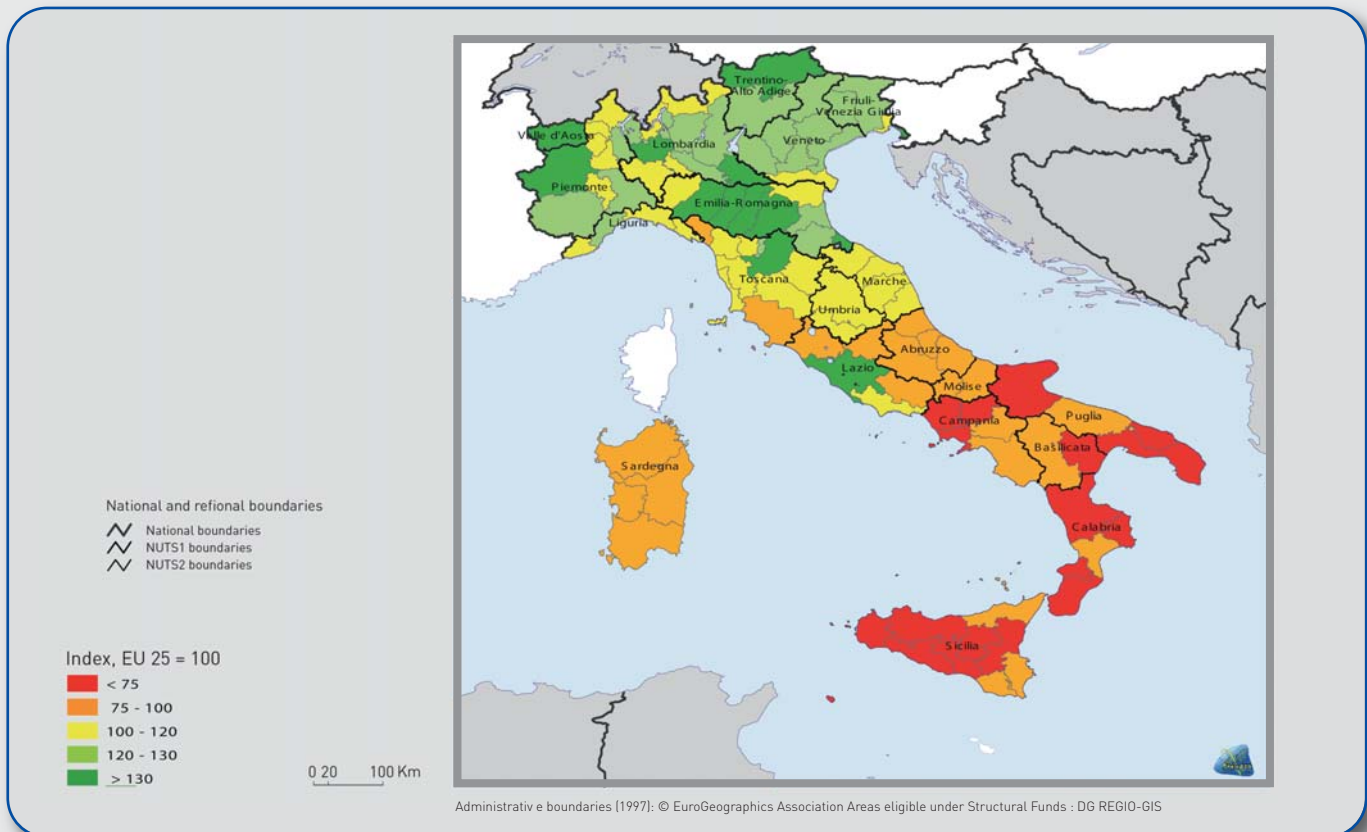 Trentino-
Alto Adige
Friuli-
Venezia Giulia
Valle d'Aosta
Lombardia
Veneto
Piemonte
Emilia-Romagna
Liguria
Toscana
Marche
Umbria
Abruzzo
Lazio
Molise
Campania
Puglia
Basilicata
Sardegna
Calabria
Sicilia
National and refional boundaries
National boundaries
NUTS1 boundaries
NUTS2 boundaries
Index, EU 25 = 100
< 75
75 - 100
100 - 120
120 - 130
> 130
0 20 100 Km
Administrativ e boundaries (1997): © EuroGeographics Association Areas eligible under Structural Funds : DG REGIO-GIS